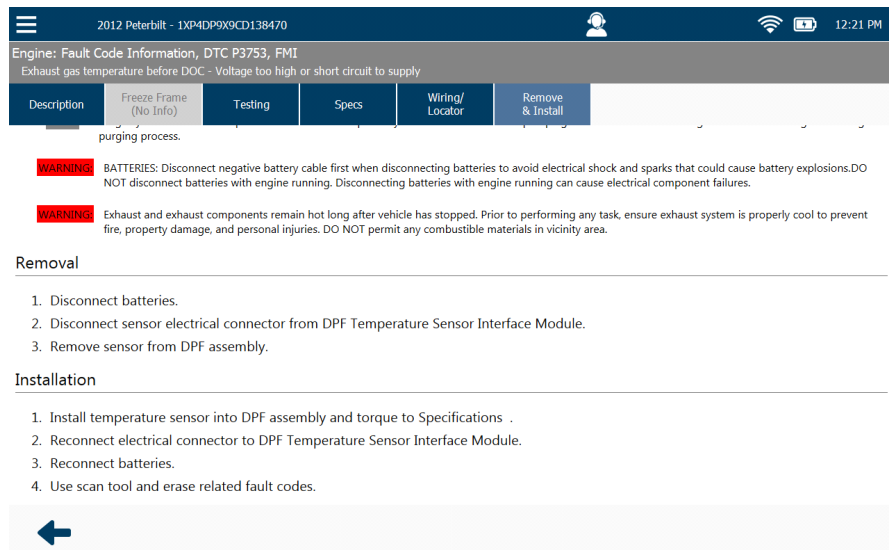 2012 Peterbilt - 1XP4DP9X9CD138470
12:21 PM
Engine: Fault Code Information, DTC P3753, FMI
Exhaust gas temperature before DOC - Voltage too high or short circuit to supply
Description
Freeze Frame
(No Info)
Testing
Specs
Wiring/
Locator
Remove
& Install
purging process.
WARNING: BATTERIES: Disconnect negative battery cable first when disconnecting batteries to avoid electrical shock and sparks that could cause battery explosions.DO
NOT disconnect batteries with engine running. Disconnecting batteries with engine running can cause electrical component failures.
WARNING: Exhaust and exhaust components remain hot long after vehicle has stopped. Prior to performing any task, ensure exhaust system is properly cool to prevent
fire, property damage, and personal injuries. DO NOT permit any combustible materials in vicinity area.
Removal
1. Disconnect batteries.
2. Disconnect sensor electrical connector from DPF Temperature Sensor Interface Module.
3. Remove sensor from DPF assembly.
Installation
1. Install temperature sensor into DPF assembly and torque to Specifications .
2. Reconnect electrical connector to DPF Temperature Sensor Interface Module.
3. Reconnect batteries.
4. Use scan tool and erase related fault codes.